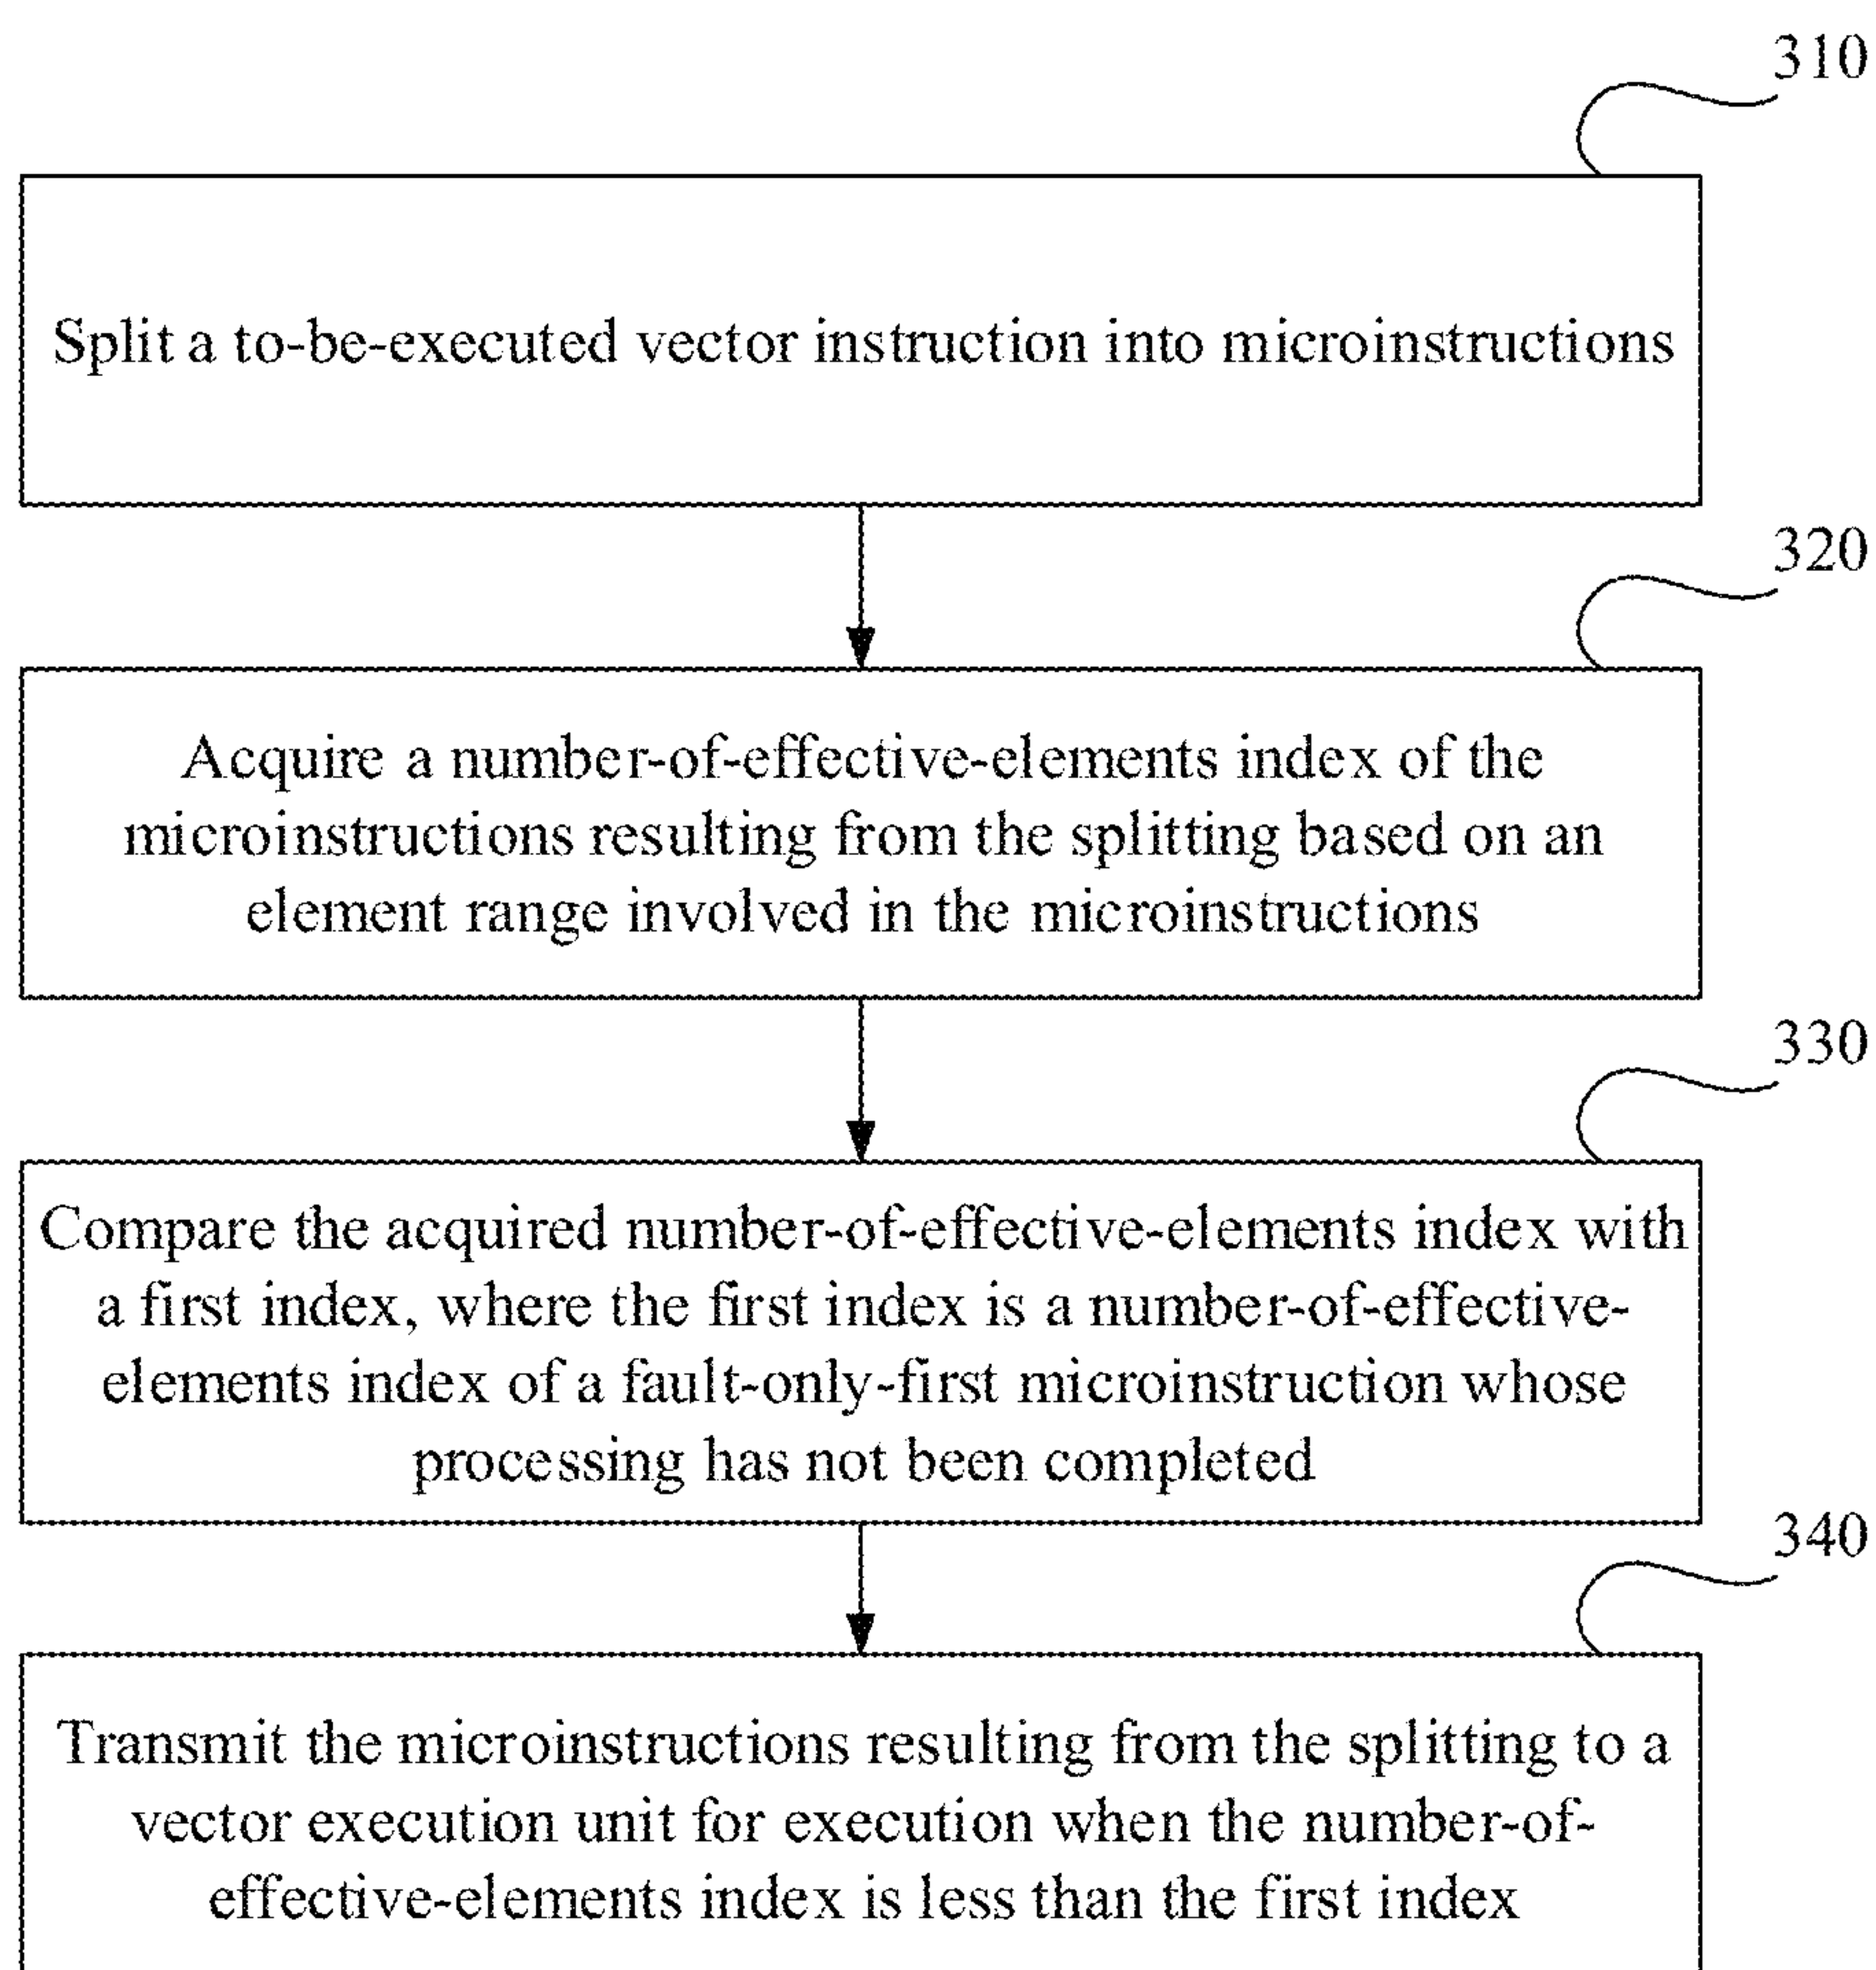 310
Split a to-be-executed vector instruction into microinstructions
320
Acquire a number-of-effective-elements index of the
microinstructions resulting from the splitting based on an
element range involved in the microinstructions
330
Compare the acquired number-of-effective-elements index with
a first index, where the first index is a number-of-effective-
elements index of a fault-only-first microinstruction whose
processing has not been completed
340
Transmit the microinstructions resulting from the splitting to a
vector execution unit for execution when the number-of-
effective-elements index is less than the first index